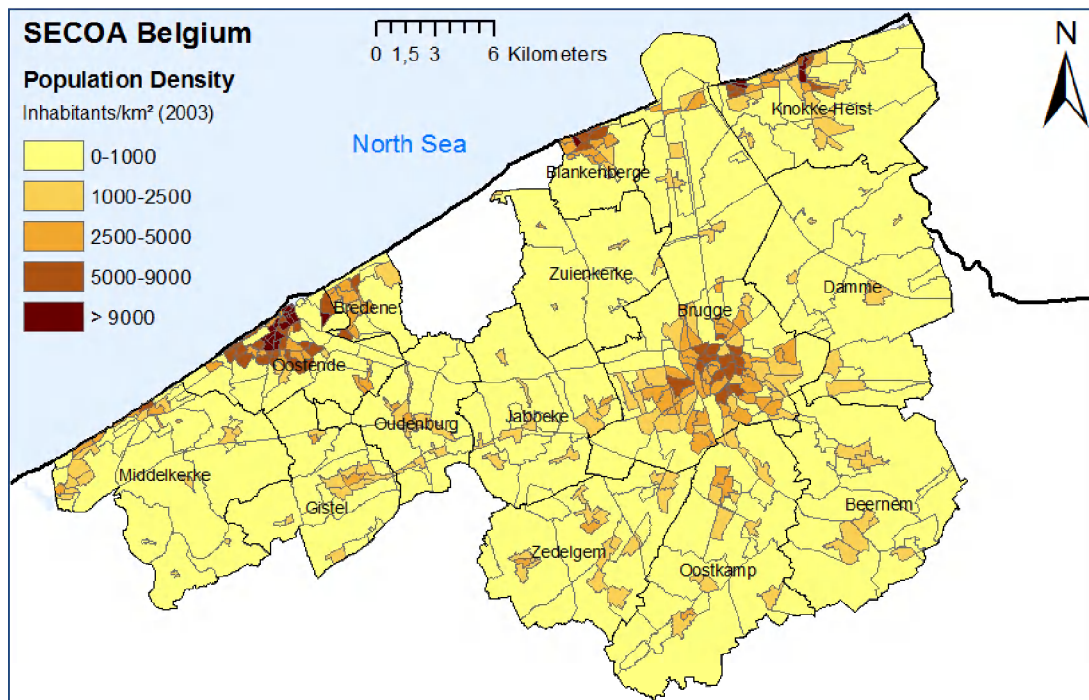 SECOA Belgium
Population Density
Inhabitants/km² (2003)
0-1000
1000-2500
2500-5000
5000-9000
> 9000
0 1,5 3 6 Kilometers
N
North Sea
Knokke-Heist
Blankenberge
Zuienkerke
Damme
Bredene
Brugge
Oostende
Oudenburg
Jabbeke
Middelkerke
Gistel
Beernem
Zedelgem
Oostkamp